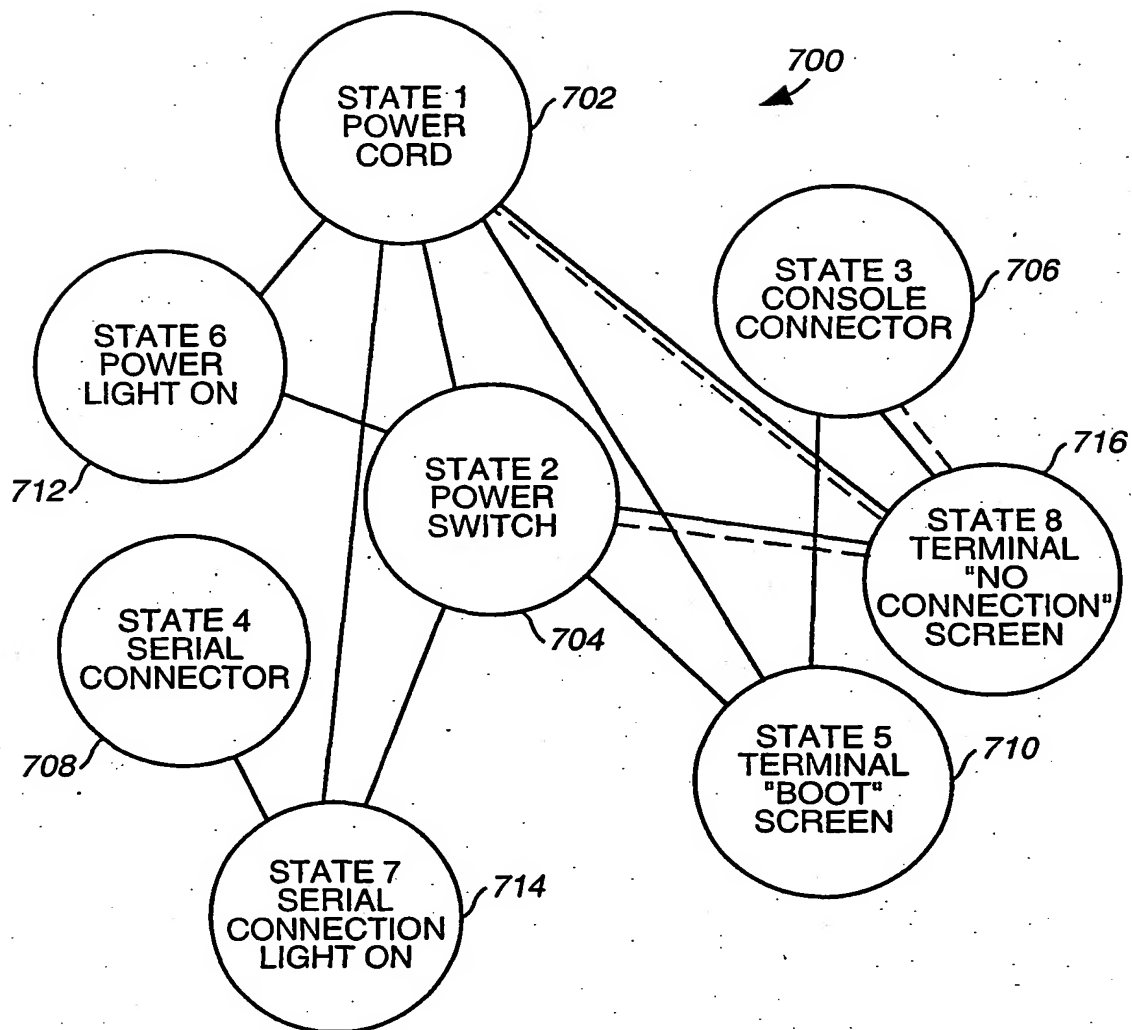 700
STATE 1
POWER
CORD
702
STATE 3
CONSOLE
CONNECTOR
706
STATE 6
POWER
LIGHT ON
712
STATE 2
POWER
SWITCH
704
716
STATE 8
TERMINAL
"NO
CONNECTION"
SCREEN
STATE 4
SERIAL
CONNECTOR
708
STATE 5
TERMINAL
"BOOT"
SCREEN
710
STATE 7
SERIAL
CONNECTION
LIGHT ON
714